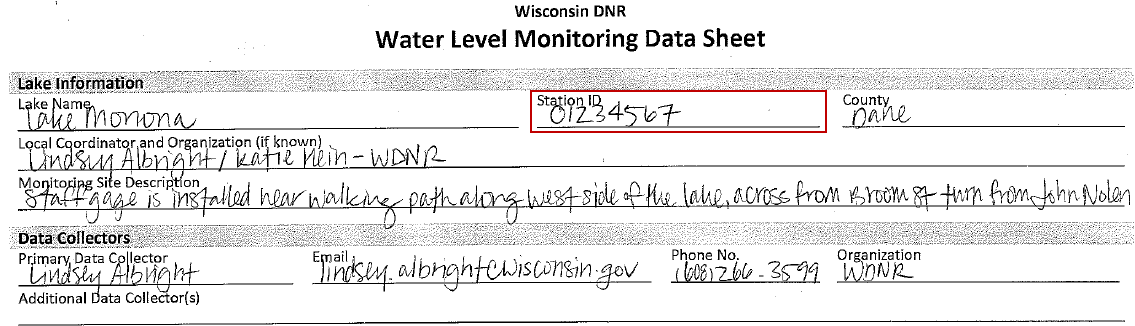 Wisconsin DNR
Water Level Monitoring Data Sheet
Lake Information
Lake Name Station ID County
Lake Monona 01234567 Dane
Local Coordinator and Organization (if known)
Lindsey Albright / Katie Hein - WDNR
Monitoring Site Description
Staff gage is installed near walking path along west side of the lake, across from Broom St turn from John Nolen
Data Collectors
Primary Data Collector Email Phone No. Organization
Lindsey Albright lindsey.albright@wisconsin.gov (608)266-3599 WDNR
Additional Data Collector(s)